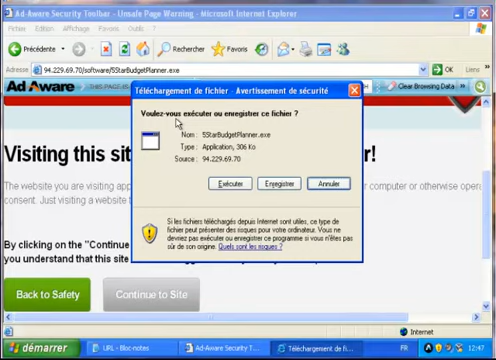 Ad-Aware Security Toolbar - Unsafe Page Warning - Microsoft Internet Explorer
Fichier Edition Affichage Favoris Outils ?
Précédente Rechercher Favoris
Adresse 94.229.69.70/software/5StarBudgetPlanner.exe OK Liens »
Ad Aware THIS PAGE IS Clear Browsing Data »
Téléchargement de fichier - Avertissement de sécurité
Voulez-vous exécuter ou enregistrer ce fichier ?
Nom : 5StarBudgetPlanner.exe
Type : Application, 306 Ko
Source : 94.229.69.70
Exécuter Enregistrer Annuler
Si les fichiers téléchargés depuis Internet sont utiles, ce type de
fichier peut présenter des risques pour votre ordinateur. Vous ne
devriez pas exécuter ou enregistrer ce programme si vous n'êtes pas
sûr de son origine. Quels sont les risques ?
Visiting this sit r!
The website you are visiting app r computer or otherwise opera
consent. Just visiting a website t
By clicking on the "Continue
you understand that this site
Back to Safety Continue to Site
Internet
démarrer URL - Bloc-notes Ad-Aware Security T... Téléchargement de fi... FR 12:47